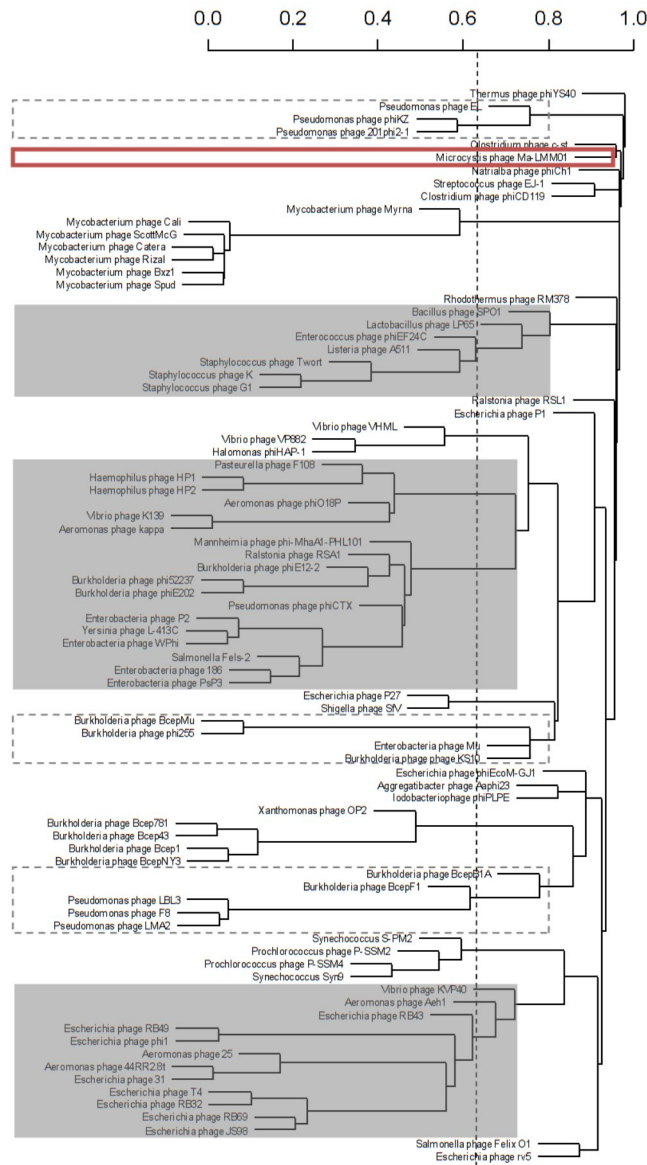 0.0 0.2 0.4 0.6 0.8 1.0
Thermus phage phiYS40
Pseudomonas phage EL
Pseudomonas phage phiKZ
Pseudomonas phage 201phi2-1
Clostridium phage c-st
Microcystis phage Ma-LMM01
Natrialba phage phiCh1
Streptococcus phage EJ-1
Clostridium phage phiCD119
Mycobacterium phage Myrna
Mycobacterium phage Cali
Mycobacterium phage ScottMcG
Mycobacterium phage Catera
Mycobacterium phage Rizal
Mycobacterium phage Bxz1
Mycobacterium phage Spud
Rhodothermus phage RM378
Bacillus phage SPO1
Lactobacillus phage LP65
Enterococcus phage phiEF24C
Listeria phage A511
Staphylococcus phage Twort
Staphylococcus phage K
Staphylococcus phage G1
Ralstonia phage RSL1
Escherichia phage P1
Vibrio phage VHML
Vibrio phage VP882
Halomonas phiHAP-1
Pasteurella phage F108
Haemophilus phage HP1
Haemophilus phage HP2
Aeromonas phage phiO18P
Vibrio phage K139
Aeromonas phage kappa
Mannheimia phage phi-MhaA1-PHL101
Ralstonia phage RSA1
Burkholderia phage phiE12-2
Burkholderia phage phi52237
Burkholderia phage phiE202
Pseudomonas phage phiCTX
Enterobacteria phage P2
Yersinia phage L-413C
Enterobacteria phage WPhi
Salmonella Fels-2
Enterobacteria phage 186
Enterobacteria phage PsP3
Escherichia phage P27
Shigella phage SfV
Burkholderia phage BcepMu
Burkholderia phage phi255
Enterobacteria phage Mu
Burkholderia phage phage KS10
Escherichia phage phiEcoM-GJ1
Aggregatibacter phage Aaphi23
Iodobacteriophage phiPLPE
Xanthomonas phage OP2
Burkholderia phage Bcep781
Burkholderia phage Bcep43
Burkholderia phage Bcep1
Burkholderia phage BcepNY3
Burkholderia phage BcepB1A
Burkholderia phage BcepF1
Pseudomonas phage LBL3
Pseudomonas phage F8
Pseudomonas phage LMA2
Synechococcus S-PM2
Prochlorococcus phage P-SSM2
Prochlorococcus phage P-SSM4
Synechococcus Syn9
Vibrio phage KVP40
Aeromonas phage Aeh1
Escherichia phage RB43
Escherichia phage RB49
Escherichia phage phi1
Aeromonas phage 25
Aeromonas phage 44RR2.8t
Escherichia phage 31
Escherichia phage T4
Escherichia phage RB32
Escherichia phage RB69
Escherichia phage JS98
Salmonella phage Felix O1
Escherichia phage rv5